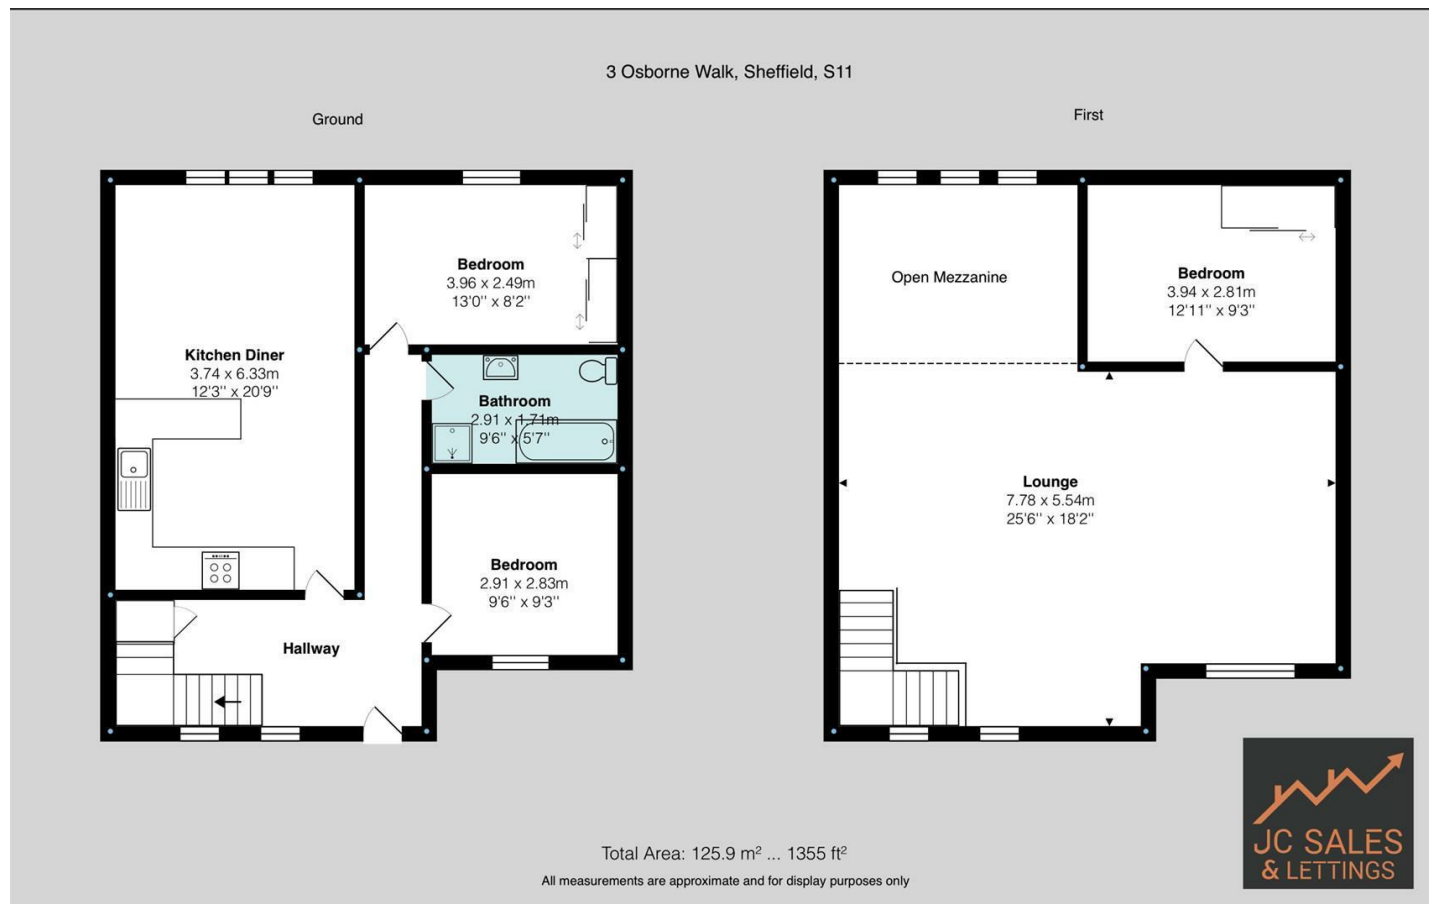 3 Osborne Walk, Sheffield, S11
Ground
First
Bedroom
3.96 x 2.49m
13'0'' x 8'2''
Kitchen Diner
3.74 x 6.33m
12'3'' x 20'9''
Bathroom
2.91 x 1.71m
9'6'' x 5'7''
Bedroom
2.91 x 2.83m
9'6'' x 9'3''
Hallway
Open Mezzanine
Bedroom
3.94 x 2.81m
12'11'' x 9'3''
Lounge
7.78 x 5.54m
25'6'' x 18'2''
JC SALES
& LETTINGS
Total Area: 125.9 m² ... 1355 ft²
All measurements are approximate and for display purposes only